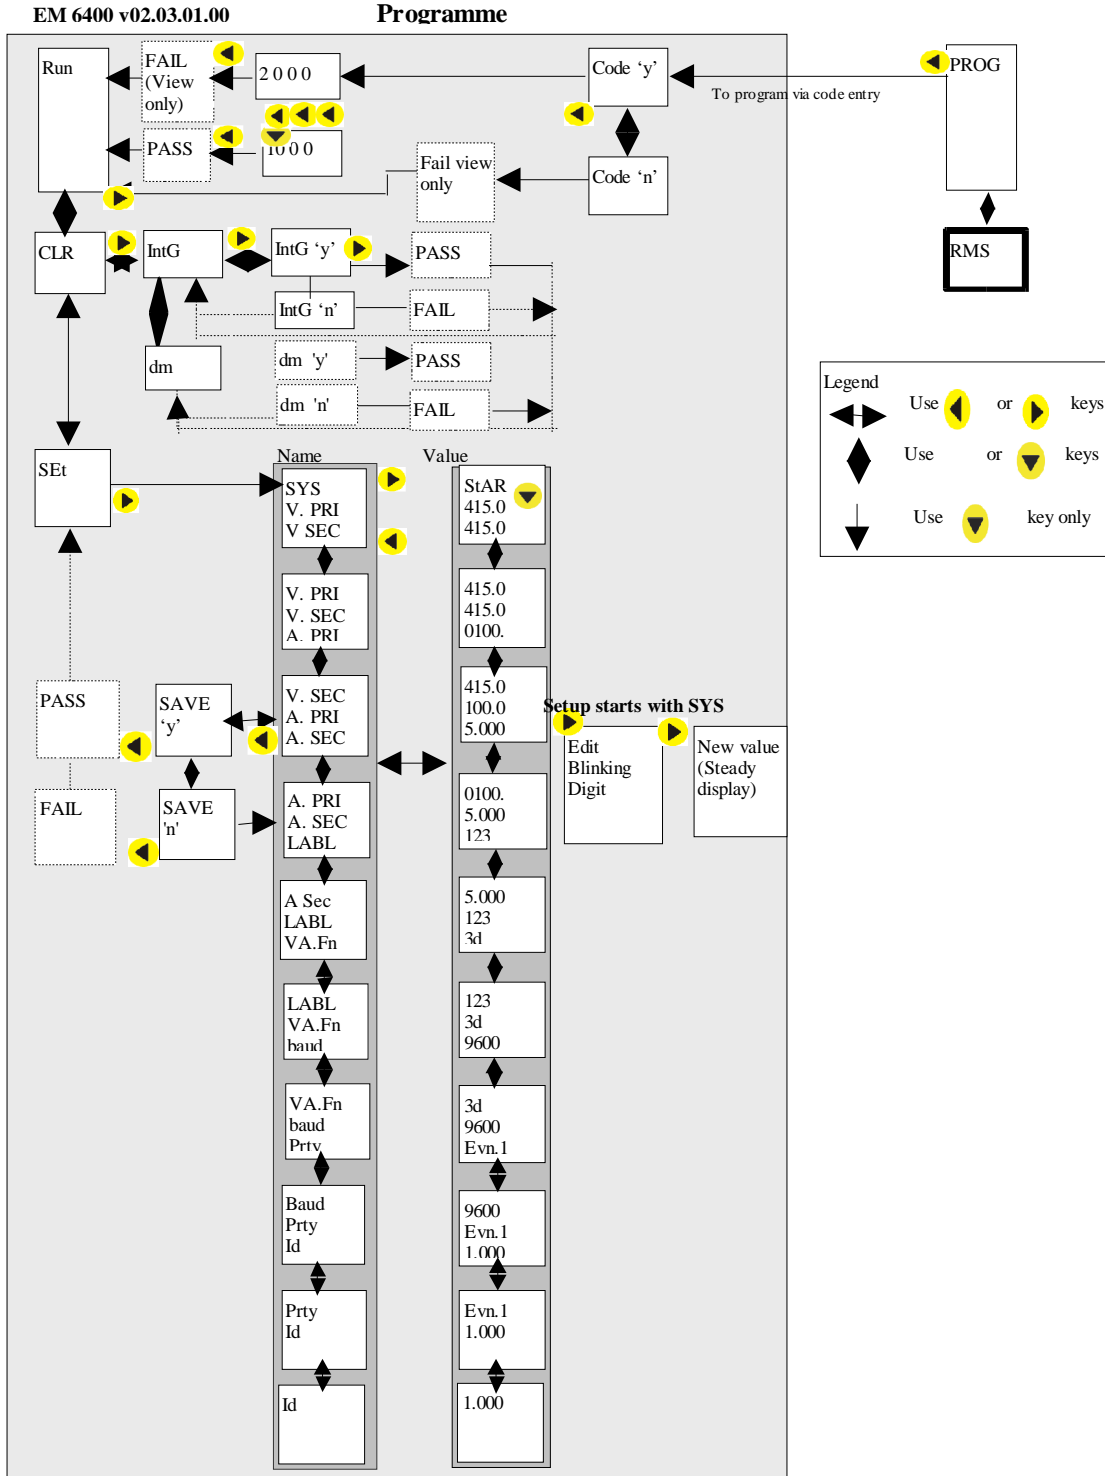 EM 6400 v02.03.01.00
Programme
Run
FAIL
(View
only)
2 0 0 0
Code ‘y’
PROG
To program via code entry
PASS
1 0 0 0
Fail view
only
Code ‘n’
CLR
IntG
IntG ‘y’
PASS
RMS
IntG ‘n’
FAIL
dm
dm 'y'
PASS
dm 'n'
FAIL
Legend
Use or keys
Use or keys
Use key only
Name
Value
SEt
SYS
V. PRI
V SEC
StAR
415.0
415.0
V. PRI
V. SEC
A. PRI
415.0
415.0
0100.
PASS
SAVE
‘y’
V. SEC
A. PRI
A. SEC
415.0
100.0
5.000
Setup starts with SYS
Edit
Blinking
Digit
New value
(Steady
display)
FAIL
SAVE
'n'
A. PRI
A. SEC
LABL
0100.
5.000
123
A Sec
LABL
VA.Fn
5.000
123
3d
LABL
VA.Fn
baud
123
3d
9600
VA.Fn
baud
Prty
3d
9600
Evn.1
Baud
Prty
Id
9600
Evn.1
1.000
Prty
Id
Evn.1
1.000
Id
1.000